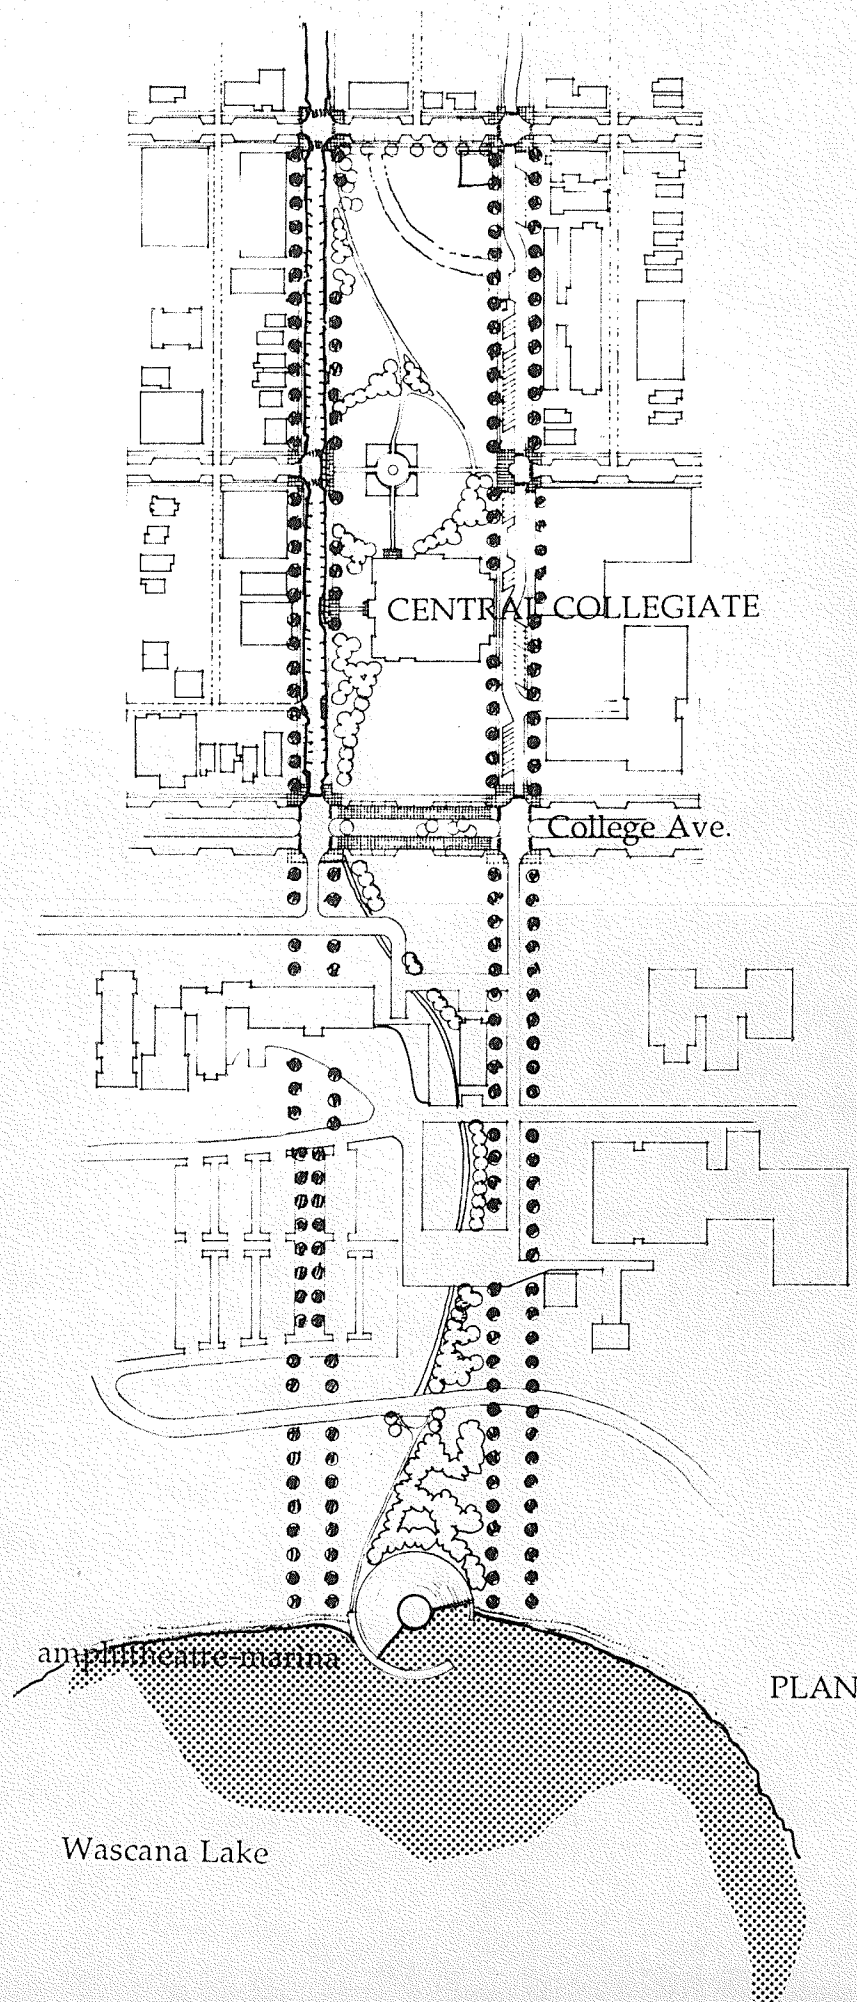 CENTRAL COLLEGIATE
College Ave.
amphitheatre-marina
PLAN
Wascana Lake